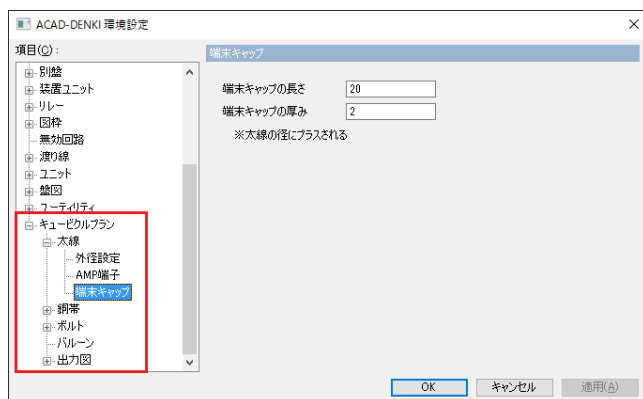 ACAD-DENKI 環境設定
項目(C):
別盤
装置ユニット
リレー
図枠
無効回路
渡り線
ユニット
盤図
ユーティリティ
キュービクルプラン
太線
外径設定
AMP端子
端末キャップ
銅帯
ボルト
バルーン
出力図
端末キャップ
端末キャップの長さ 20
端末キャップの厚み 2
※太線の径にプラスされる
OK キャンセル 適用(A)